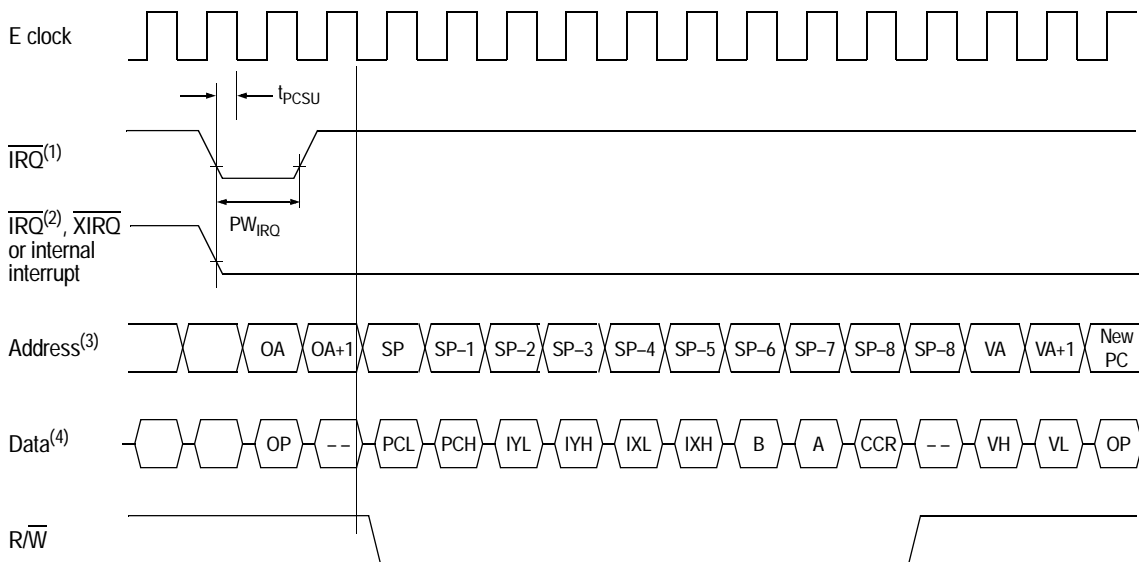 E clock
tPCSU
IRQ(1)
PWIRQ
IRQ(2), XIRQ
or internal
interrupt
Address(3)
OA OA+1 SP SP–1 SP–2 SP–3 SP–4 SP–5 SP–6 SP–7 SP–8 SP–8 VA VA+1 New PC
Data(4)
OP – – PCL PCH IYL IYH IXL IXH B A CCR – – VH VL OP
R/W